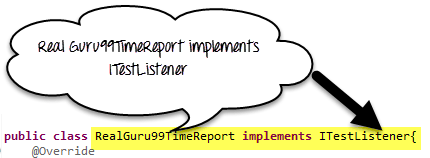 Real Guru99TimeReport implements
ITestListener
public class RealGuru99TimeReport implements ITestListener{
@Override